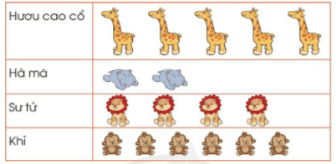 Hươu cao cổ
Hà mã
Sư tử
Khỉ